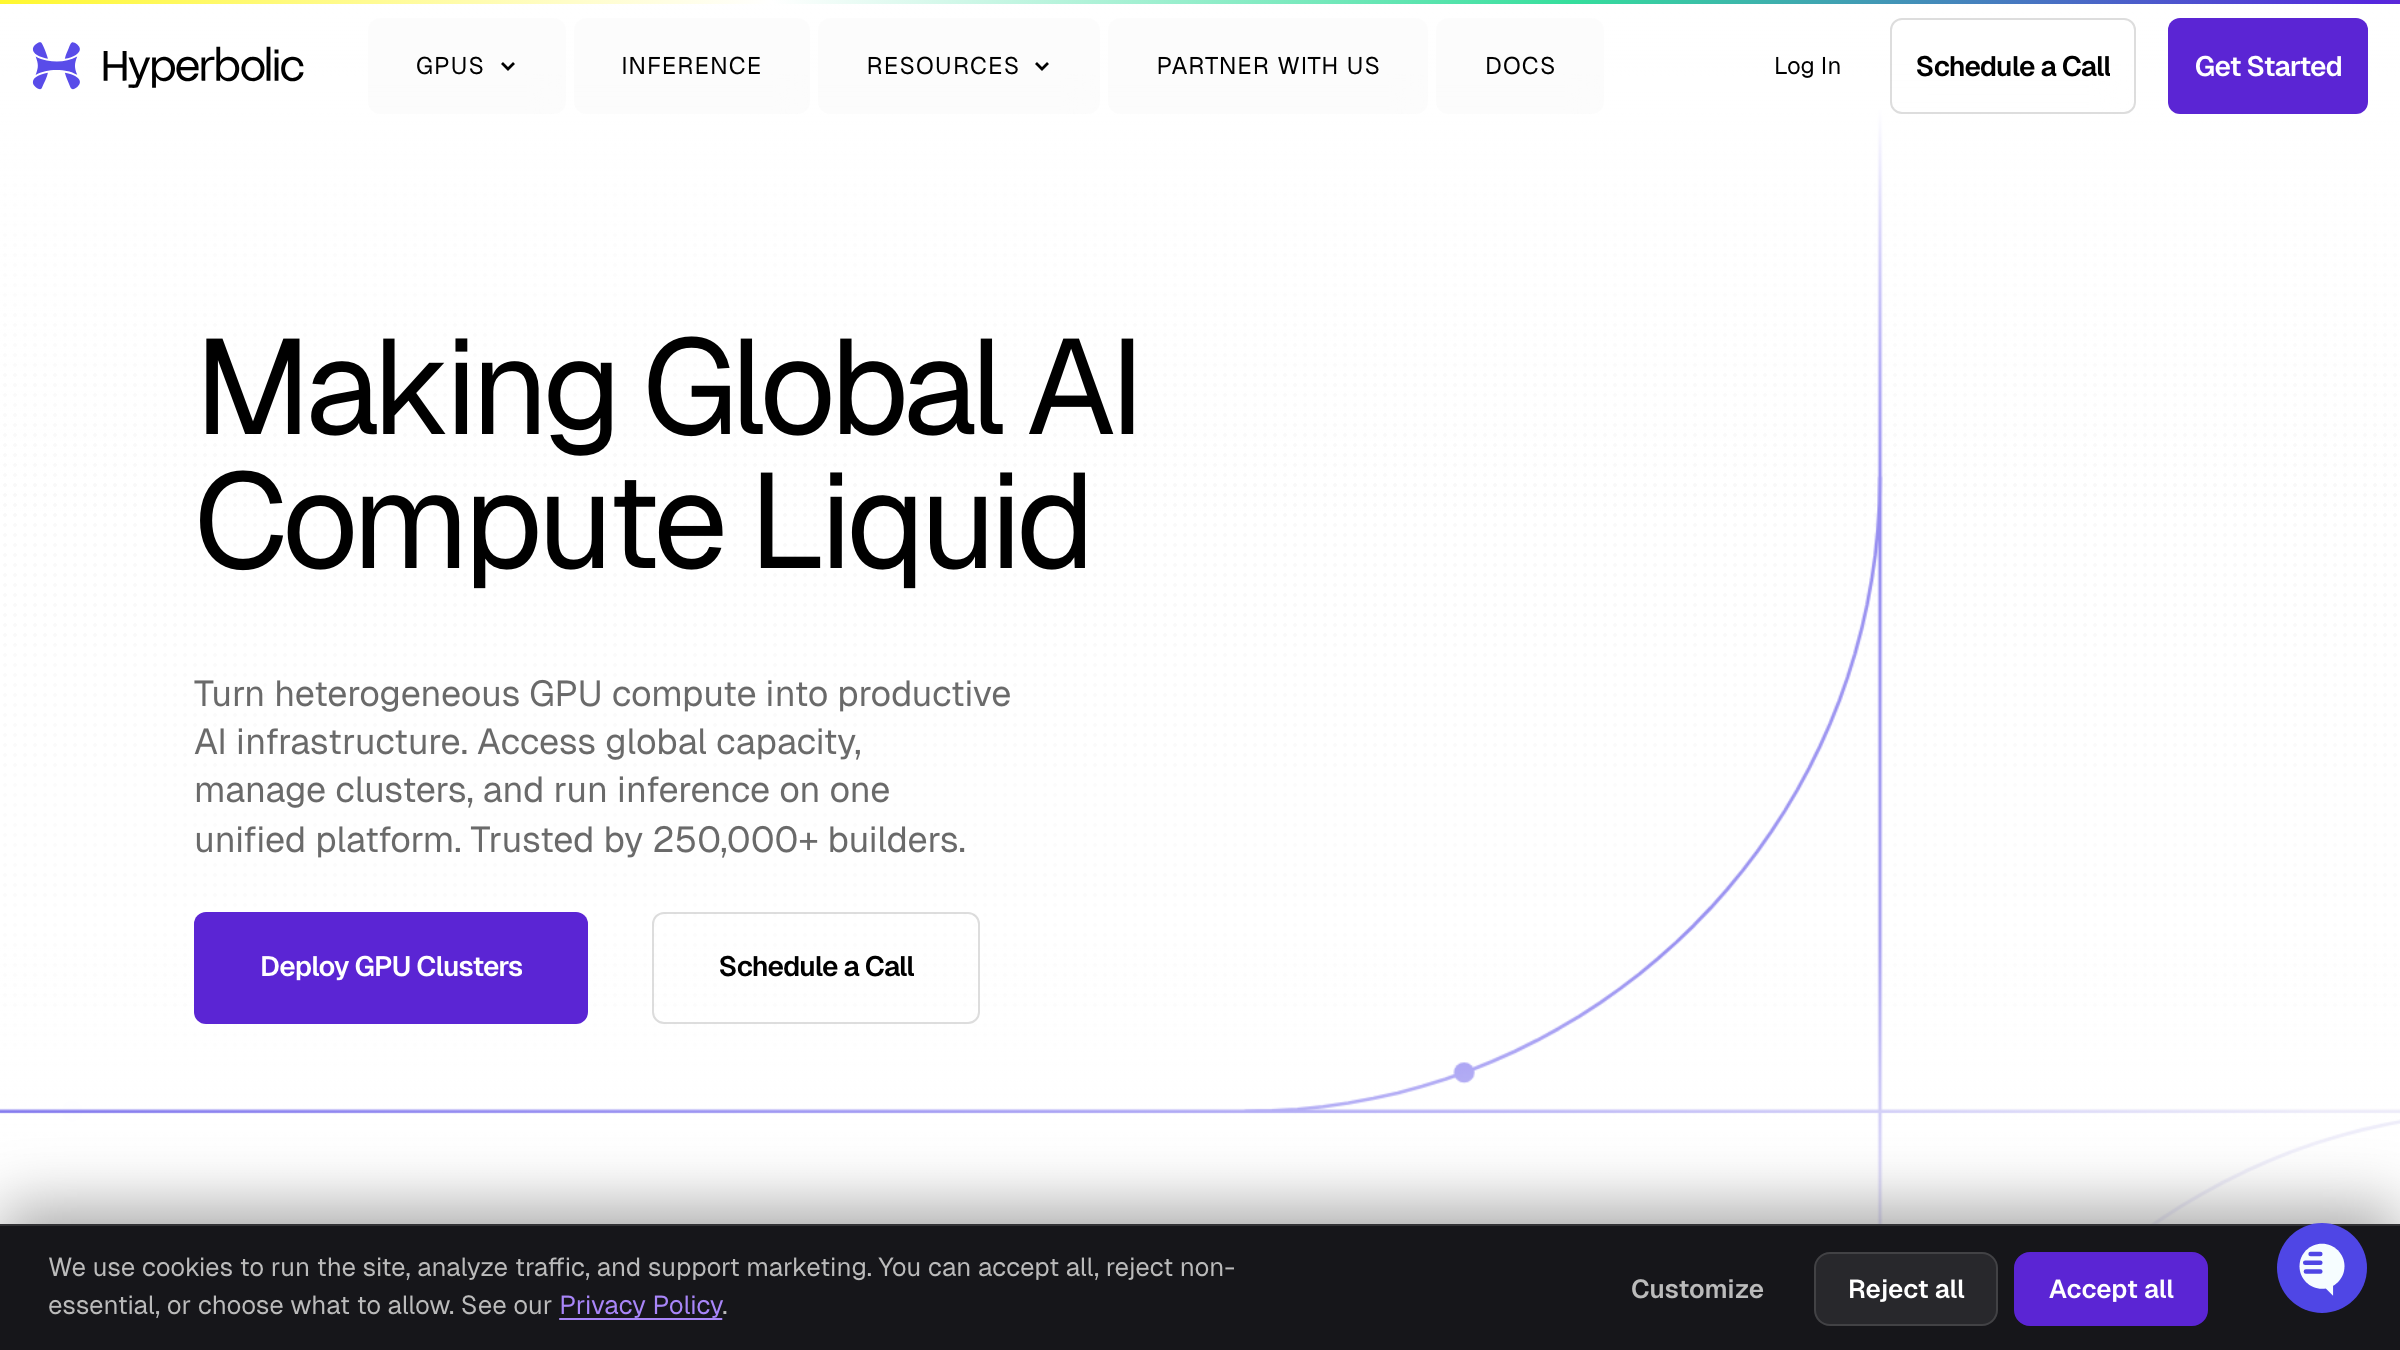 Hyperbolic
GPUS
INFERENCE
RESOURCES
PARTNER WITH US
DOCS
Log In
Schedule a Call
Get Started
Making Global AI
Compute Liquid
Turn heterogeneous GPU compute into productive
AI infrastructure. Access global capacity,
manage clusters, and run inference on one
unified platform. Trusted by 250,000+ builders.
Deploy GPU Clusters
Schedule a Call
We use cookies to run the site, analyze traffic, and support marketing. You can accept all, reject non-
essential, or choose what to allow. See our Privacy Policy.
Customize
Reject all
Accept all